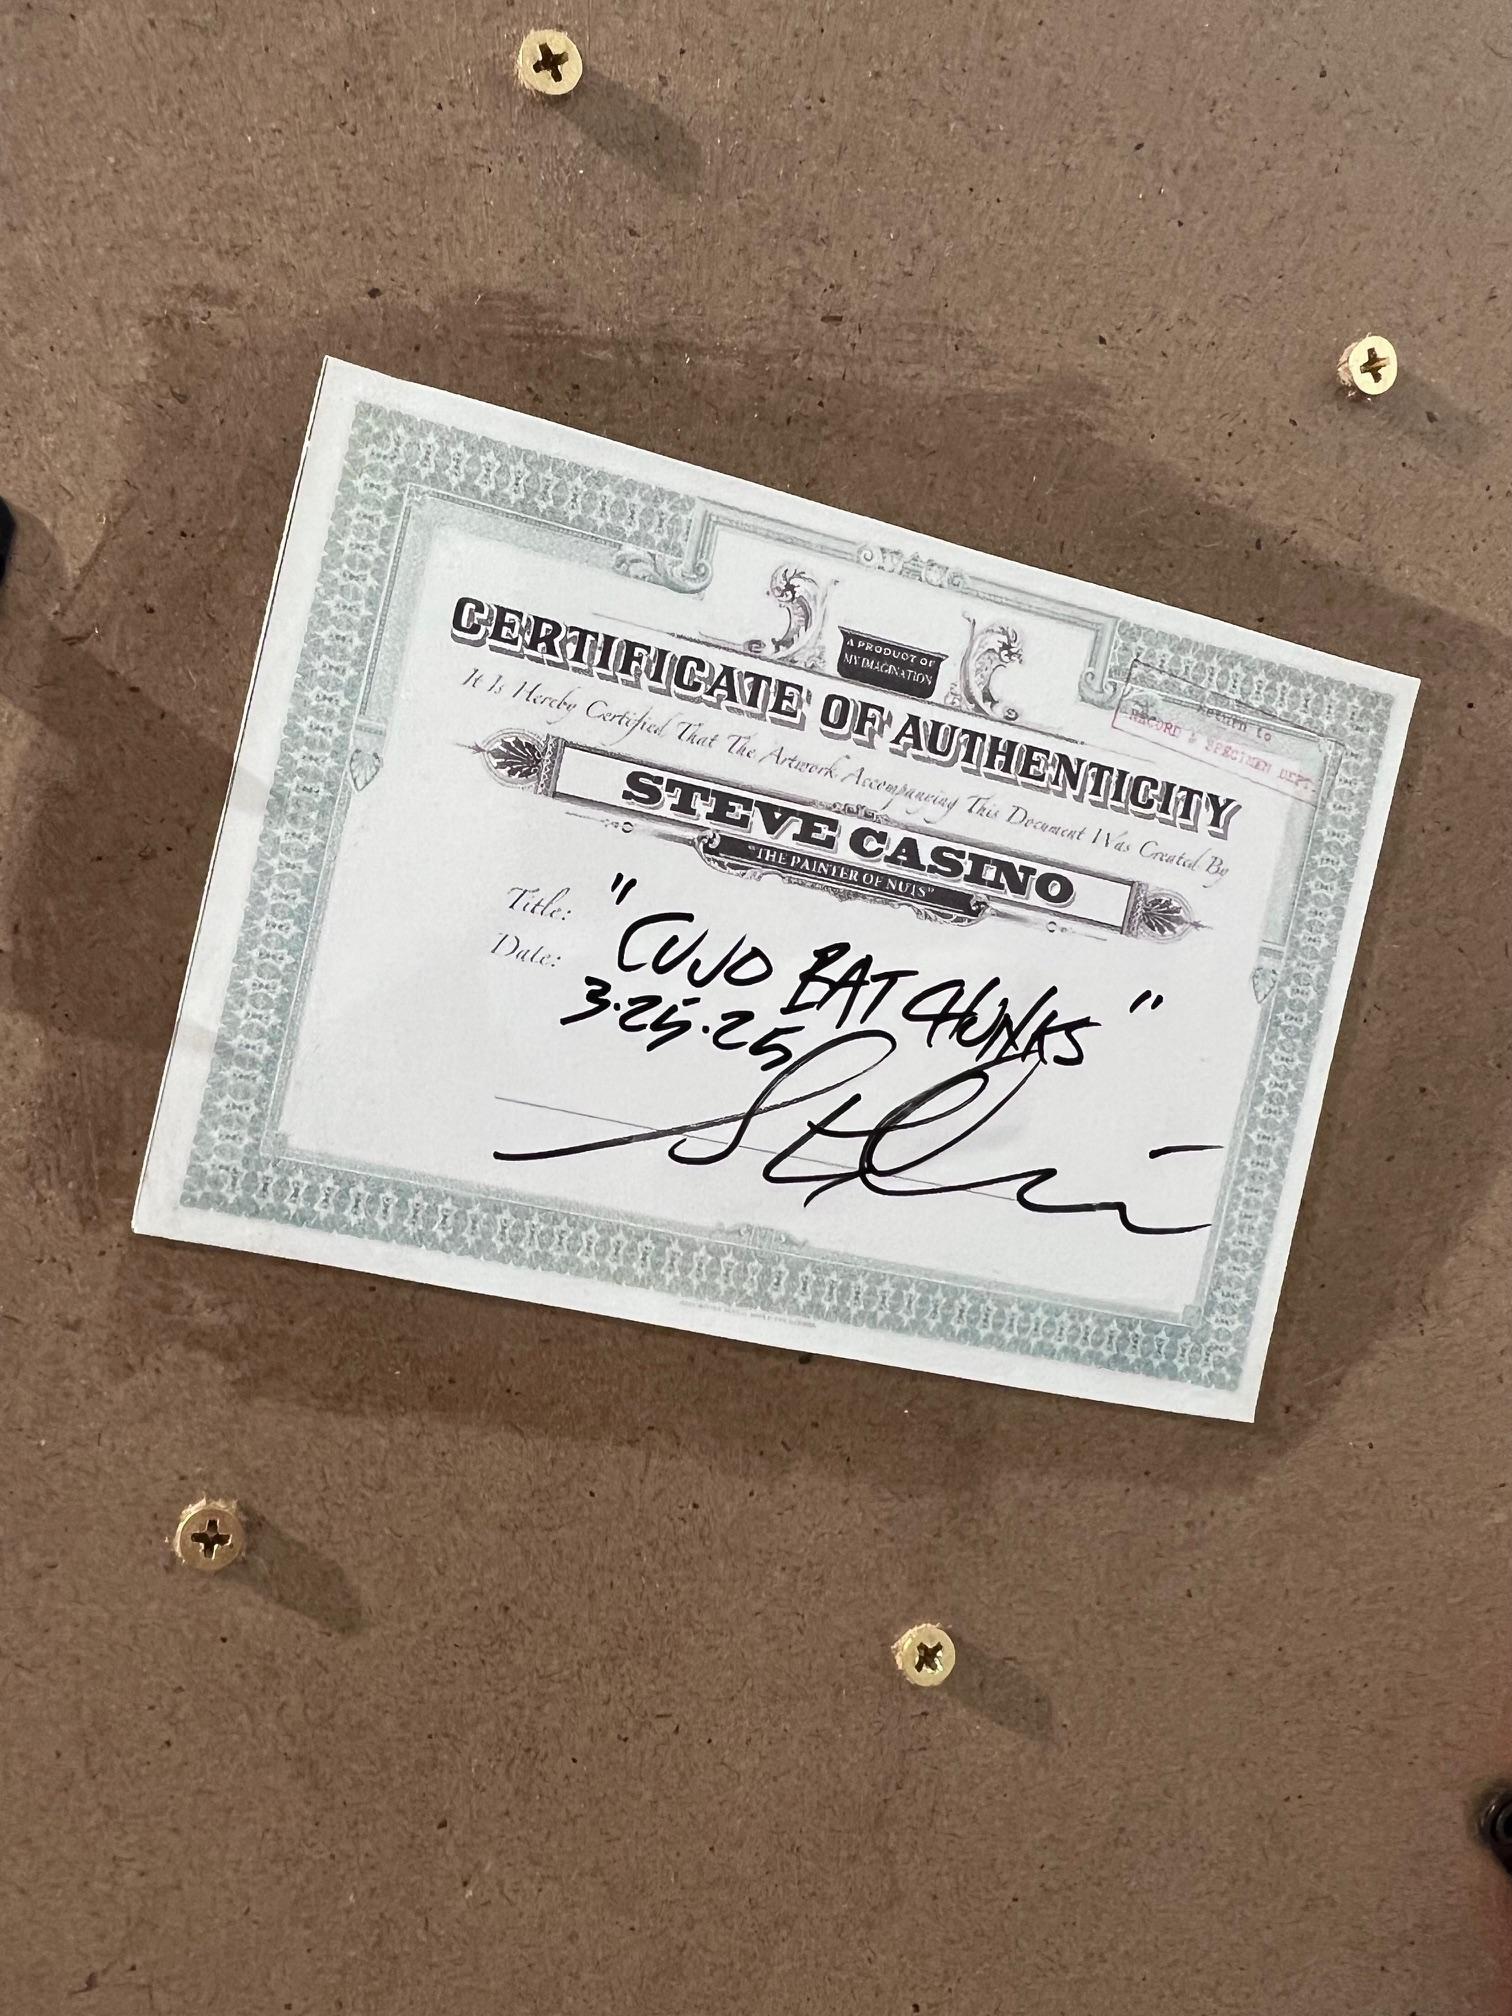 A PRODUCT OF
MY IMAGINATION
CERTIFICATE OF AUTHENTICITY
Return to
RECORD & SPECIMEN DEPT.
It Is Hereby Certified That The Artwork Accompanying This Document Was Created By
STEVE CASINO
"THE PAINTER OF NUTS"
Title: "CUJO BAT CHUNKS"
Date: 3.25.25